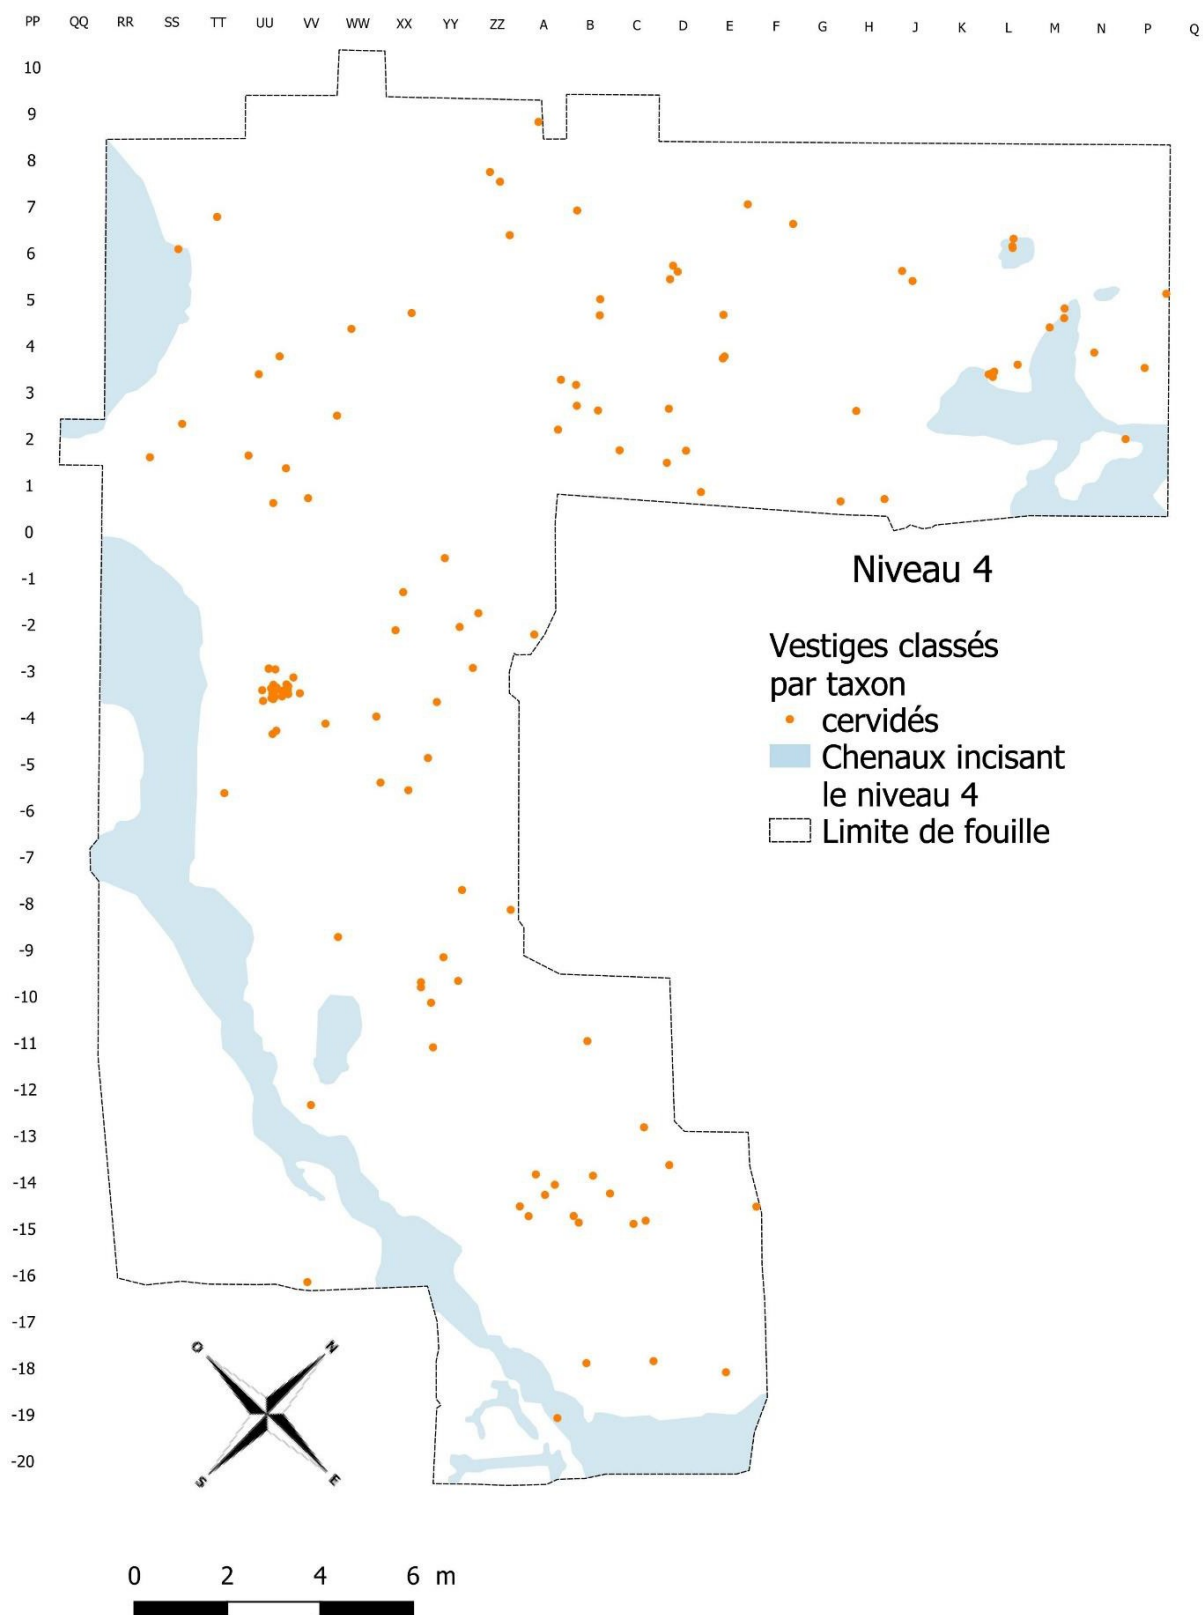 PP QQ RR SS TT UU VV WW XX YY ZZ A B C D E F G H J K L M N P Q
10
9
8
7
6
5
4
3
2
1
0
-1
-2
-3
-4
-5
-6
-7
-8
-9
-10
-11
-12
-13
-14
-15
-16
-17
-18
-19
-20
Niveau 4
Vestiges classés
par taxon
cervidés
Chenaux incisant
le niveau 4
Limite de fouille
O N
S E
0 2 4 6 m